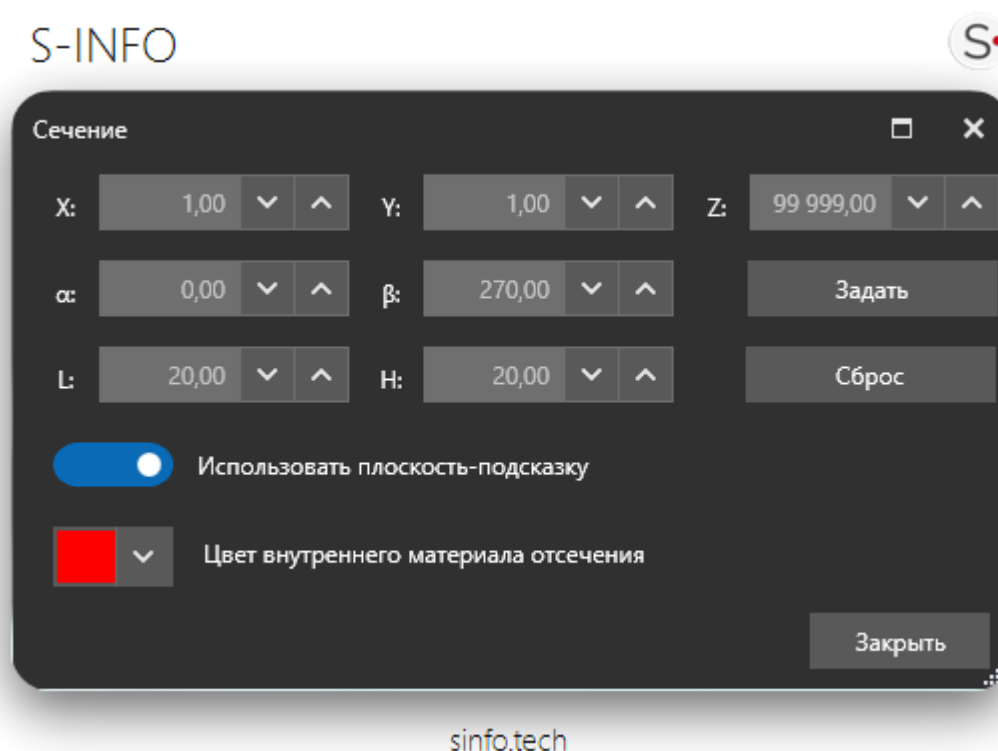 S-INFO
S
Сечение
X: 1,00 Y: 1,00 Z: 99 999,00
α: 0,00 β: 270,00 Задать
L: 20,00 H: 20,00 Сброс
Использовать плоскость-подсказку
Цвет внутреннего материала отсечения
Закрыть
sinfo.tech